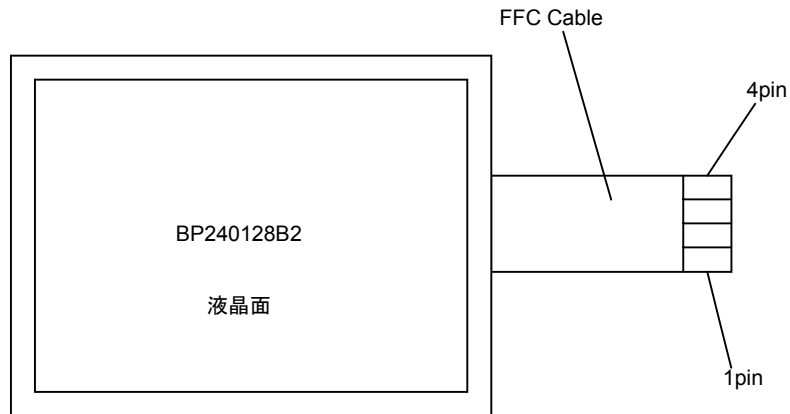 FFC Cable
4pin
BP240128B2
液晶面
1pin